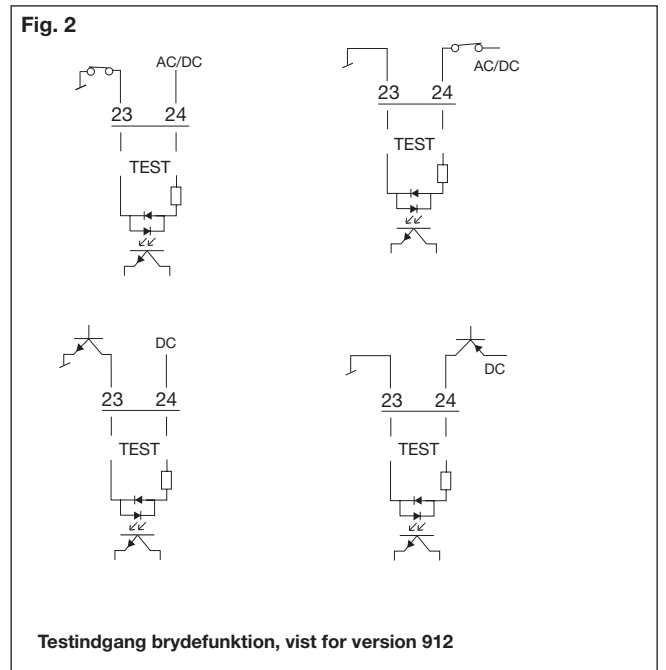 Fig. 2
AC/DC
23 24
TEST
AC/DC
23 24
TEST
DC
23 24
TEST
DC
23 24
TEST
Testindgang brydefunktion, vist for version 912